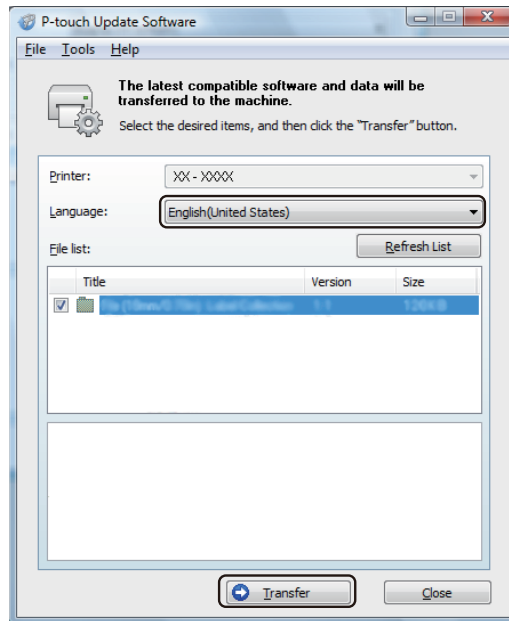 P-touch Update Software
File Tools Help
The latest compatible software and data will be
transferred to the machine.
Select the desired items, and then click the "Transfer" button.
Printer: XX - XXXX
Language: English(United States)
File list: Refresh List
Title Version Size
Transfer Close